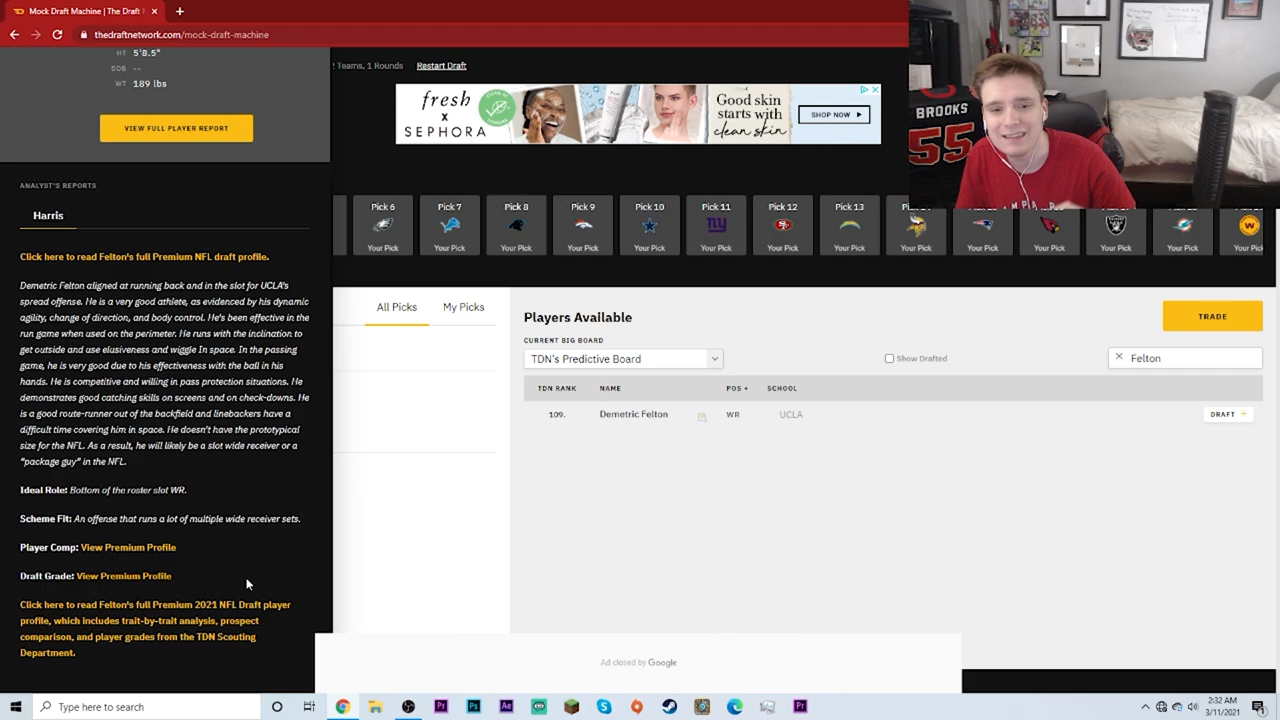 Mock Draft Machine | The Draft
thedraftnetwork.com/mock-draft-machine
HT 5'8.5"
DOB --
WT 189 lbs
VIEW FULL PLAYER REPORT
ANALYST'S REPORTS
Harris
Click here to read Felton's full Premium NFL draft profile.
Demetric Felton aligned at running back and in the slot for UCLA's
spread offense. He is a very good athlete, as evidenced by his dynamic
agility, change of direction, and body control. He's been effective in the
run game when used on the perimeter. He runs with the inclination to
get outside and use elusiveness and wiggle In space. In the passing
game, he is very good due to his effectiveness with the ball in his
hands. He is competitive and willing in pass protection situations. He
demonstrates good catching skills on screens and on check-downs. He
is a good route-runner out of the backfield and linebackers have a
difficult time covering him in space. He doesn't have the prototypical
size for the NFL. As a result, he will likely be a slot wide receiver or a
"package guy" in the NFL.
Ideal Role: Bottom of the roster slot WR.
Scheme Fit: An offense that runs a lot of multiple wide receiver sets.
Player Comp: View Premium Profile
Draft Grade: View Premium Profile
Click here to read Felton's full Premium 2021 NFL Draft player
profile, which includes trait-by-trait analysis, prospect
comparison, and player grades from the TDN Scouting
Department.
Teams, 1 Rounds Restart Draft
fresh
x
SEPHORA
Good skin
starts with
clean skin
SHOP NOW
BROOKS
55
Pick 6 Pick 7 Pick 8 Pick 9 Pick 10 Pick 11 Pick 12 Pick 13
Your Pick Your Pick Your Pick Your Pick Your Pick Your Pick Your Pick Your Pick Your Pick Your Pick Your Pick Your Pick Your Pick Your Pick
All Picks My Picks
Players Available
TRADE
CURRENT BIG BOARD
TDN's Predictive Board
Show Drafted
Felton
TDN RANK NAME POS + SCHOOL
109. Demetric Felton WR UCLA DRAFT +
Ad closed by Google
Type here to search
2:32 AM
3/11/2021